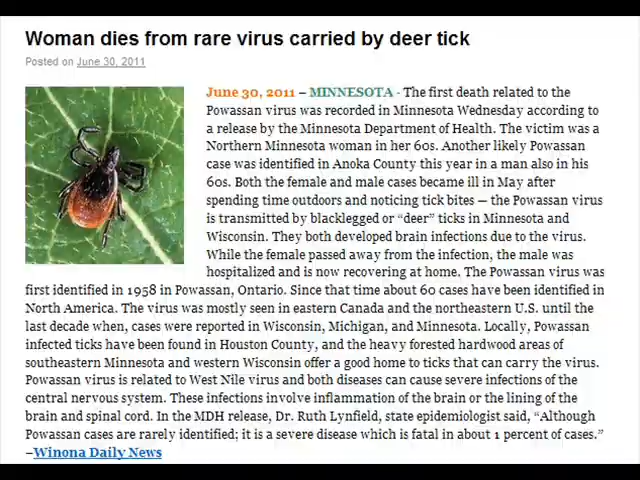 Woman dies from rare virus carried by deer tick
Posted on June 30, 2011
June 30, 2011 – MINNESOTA - The first death related to the
Powassan virus was recorded in Minnesota Wednesday according to
a release by the Minnesota Department of Health. The victim was a
Northern Minnesota woman in her 60s. Another likely Powassan
case was identified in Anoka County this year in a man also in his
60s. Both the female and male cases became ill in May after
spending time outdoors and noticing tick bites — the Powassan virus
is transmitted by blacklegged or “deer” ticks in Minnesota and
Wisconsin. They both developed brain infections due to the virus.
While the female passed away from the infection, the male was
hospitalized and is now recovering at home. The Powassan virus was
first identified in 1958 in Powassan, Ontario. Since that time about 60 cases have been identified in
North America. The virus was mostly seen in eastern Canada and the northeastern U.S. until the
last decade when, cases were reported in Wisconsin, Michigan, and Minnesota. Locally, Powassan
infected ticks have been found in Houston County, and the heavy forested hardwood areas of
southeastern Minnesota and western Wisconsin offer a good home to ticks that can carry the virus.
Powassan virus is related to West Nile virus and both diseases can cause severe infections of the
central nervous system. These infections involve inflammation of the brain or the lining of the
brain and spinal cord. In the MDH release, Dr. Ruth Lynfield, state epidemiologist said, “Although
Powassan cases are rarely identified; it is a severe disease which is fatal in about 1 percent of cases.”
–Winona Daily News